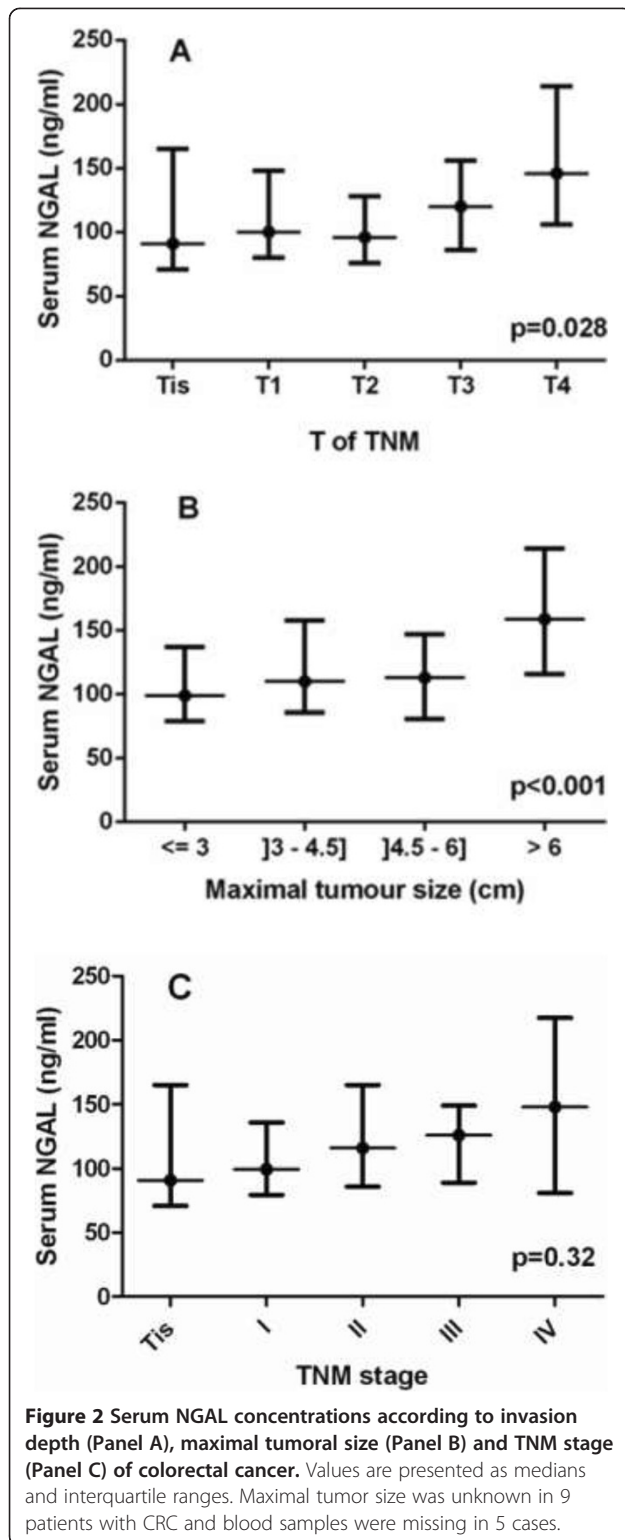 A
Serum NGAL (ng/ml)
250
200
150
100
50
0
p=0.028
Tis T1 T2 T3 T4
T of TNM
B
Serum NGAL (ng/ml)
250
200
150
100
50
0
p<0.001
<= 3 ]3 - 4.5] ]4.5 - 6] > 6
Maximal tumour size (cm)
C
Serum NGAL (ng/ml)
250
200
150
100
50
0
p=0.32
Tis I II III IV
TNM stage
Figure 2 Serum NGAL concentrations according to invasion
depth (Panel A), maximal tumoral size (Panel B) and TNM stage
(Panel C) of colorectal cancer. Values are presented as medians
and interquartile ranges. Maximal tumor size was unknown in 9
patients with CRC and blood samples were missing in 5 cases.